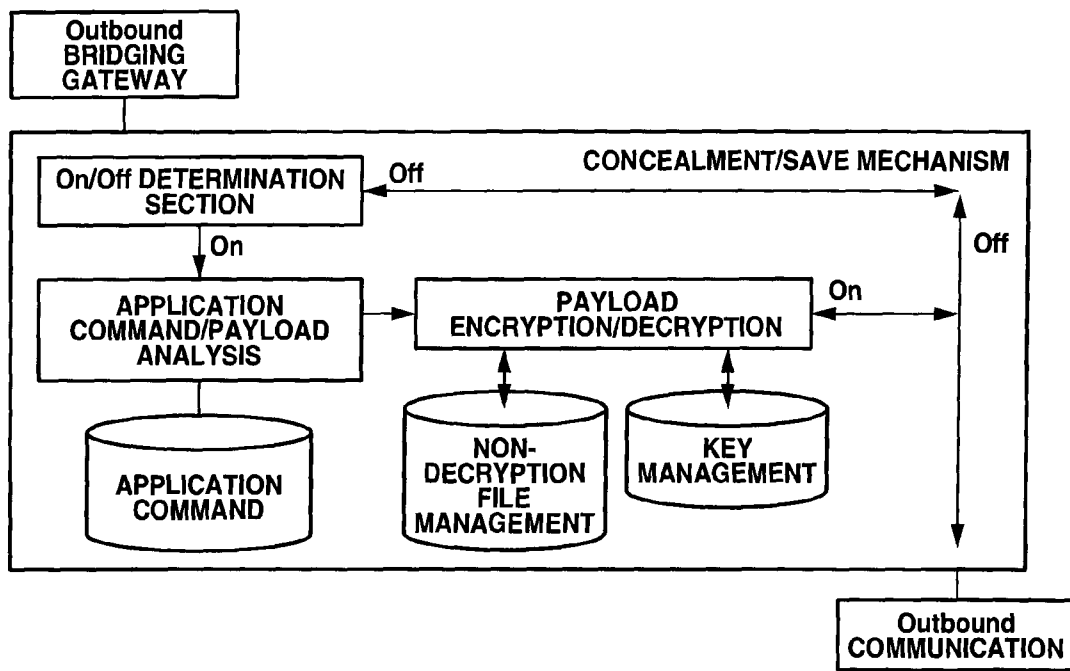 Outbound
BRIDGING
GATEWAY
CONCEALMENT/SAVE MECHANISM
On/Off DETERMINATION
SECTION
Off
On
Off
APPLICATION
COMMAND/PAYLOAD
ANALYSIS
PAYLOAD
ENCRYPTION/DECRYPTION
On
APPLICATION
COMMAND
NON-
DECRYPTION
FILE
MANAGEMENT
KEY
MANAGEMENT
Outbound
COMMUNICATION